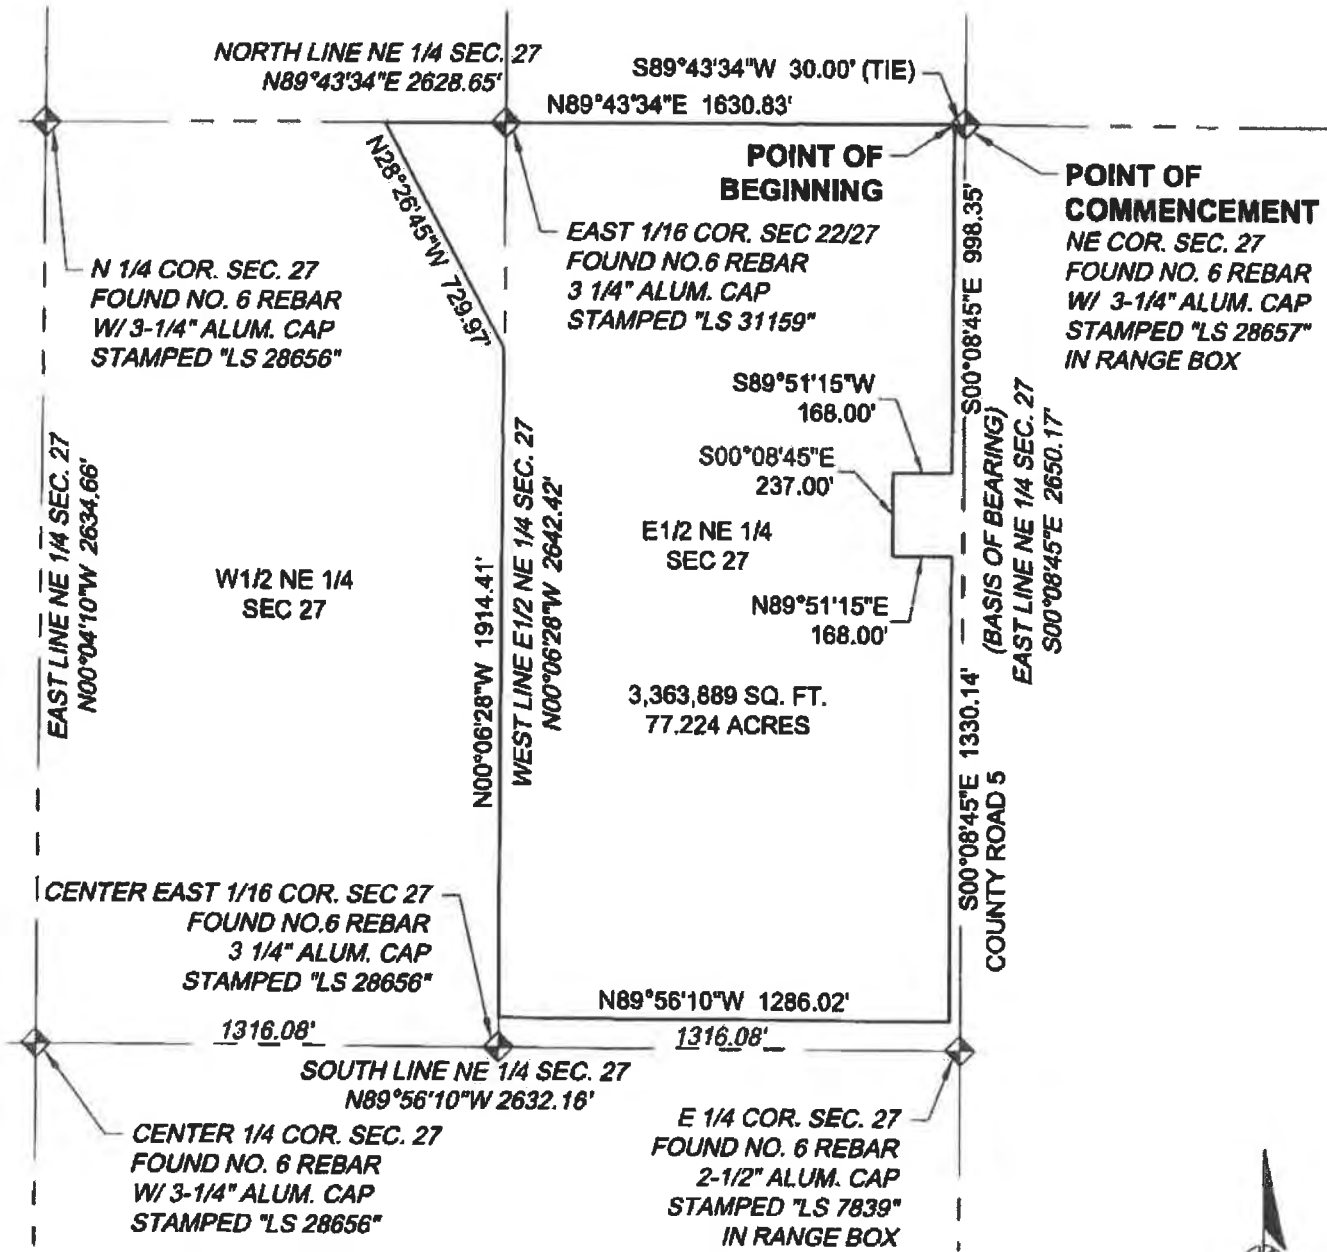 NORTH LINE NE 1/4 SEC. 27
N89°43'34"E 2628.65'
S89°43'34"W 30.00' (TIE)
N89°43'34"E 1630.83'
POINT OF
BEGINNING
POINT OF
COMMENCEMENT
NE COR. SEC. 27
FOUND NO. 6 REBAR
W/ 3-1/4" ALUM. CAP
STAMPED "LS 28657"
IN RANGE BOX
N28°26'45"W 729.97'
EAST 1/16 COR. SEC 22/27
FOUND NO.6 REBAR
3 1/4" ALUM. CAP
STAMPED "LS 31159"
N 1/4 COR. SEC. 27
FOUND NO. 6 REBAR
W/ 3-1/4" ALUM. CAP
STAMPED "LS 28656"
S00°08'45"E 998.35'
S89°51'15"W
168.00'
S00°08'45"E
237.00'
N89°51'15"E
168.00'
(BASIS OF BEARING)
EAST LINE NE 1/4 SEC. 27
S00°08'45"E 2650.17'
EAST LINE NE 1/4 SEC. 27
N00°04'10"W 2634.66'
W1/2 NE 1/4
SEC 27
N00°06'28"W 1914.41'
WEST LINE E1/2 NE 1/4 SEC. 27
N00°06'28"W 2642.42'
E1/2 NE 1/4
SEC 27
3,363,889 SQ. FT.
77.224 ACRES
S00°08'45"E 1330.14'
COUNTY ROAD 5
CENTER EAST 1/16 COR. SEC 27
FOUND NO.6 REBAR
3 1/4" ALUM. CAP
STAMPED "LS 28656"
N89°56'10"W 1286.02'
1316.08'
1316.08'
SOUTH LINE NE 1/4 SEC. 27
N89°56'10"W 2632.16'
CENTER 1/4 COR. SEC. 27
FOUND NO. 6 REBAR
W/ 3-1/4" ALUM. CAP
STAMPED "LS 28656"
E 1/4 COR. SEC. 27
FOUND NO. 6 REBAR
2-1/2" ALUM. CAP
STAMPED "LS 7839"
IN RANGE BOX